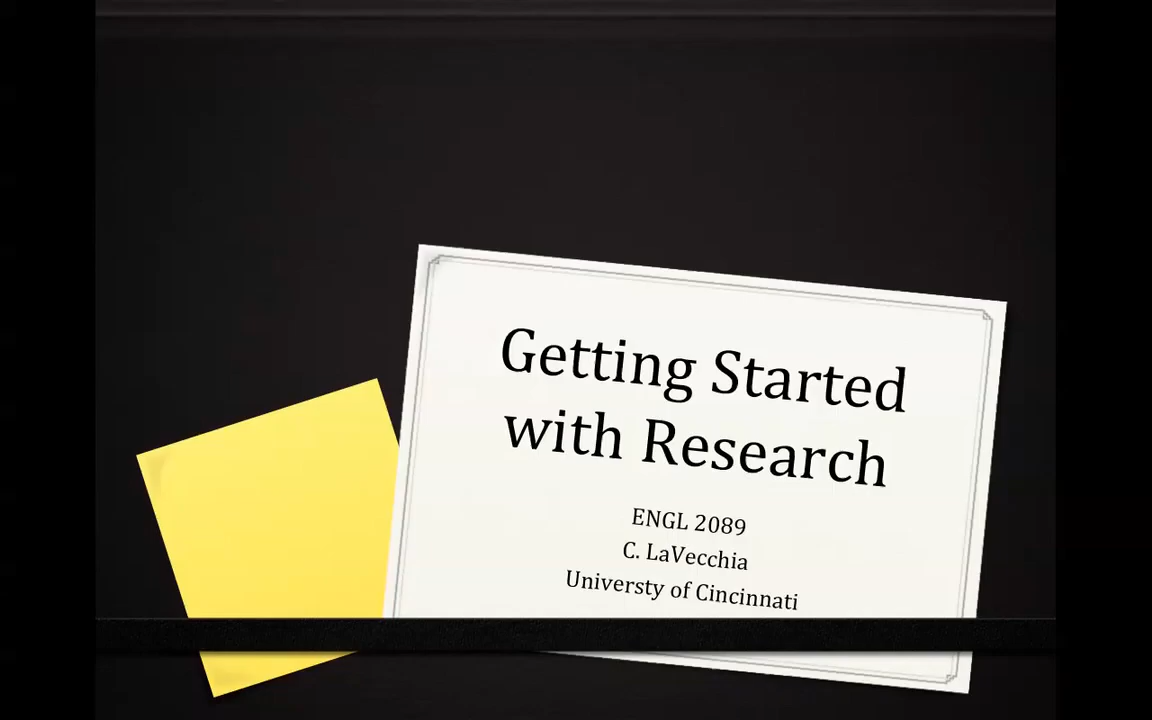 Getting Started
with Research
ENGL 2089
C. LaVecchia
Universty of Cincinnati